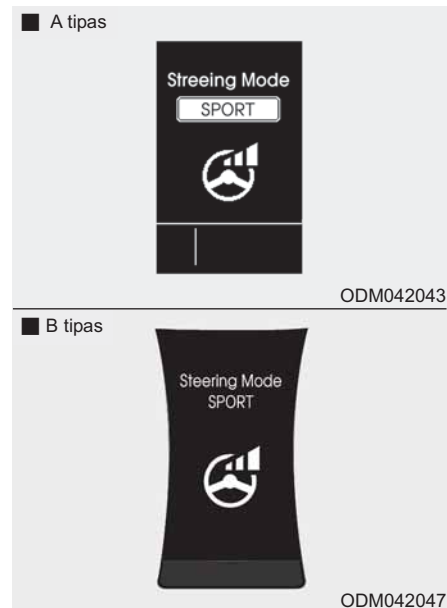 A tipas
Streeing Mode
SPORT
ODM042043
B tipas
Steering Mode
SPORT
ODM042047